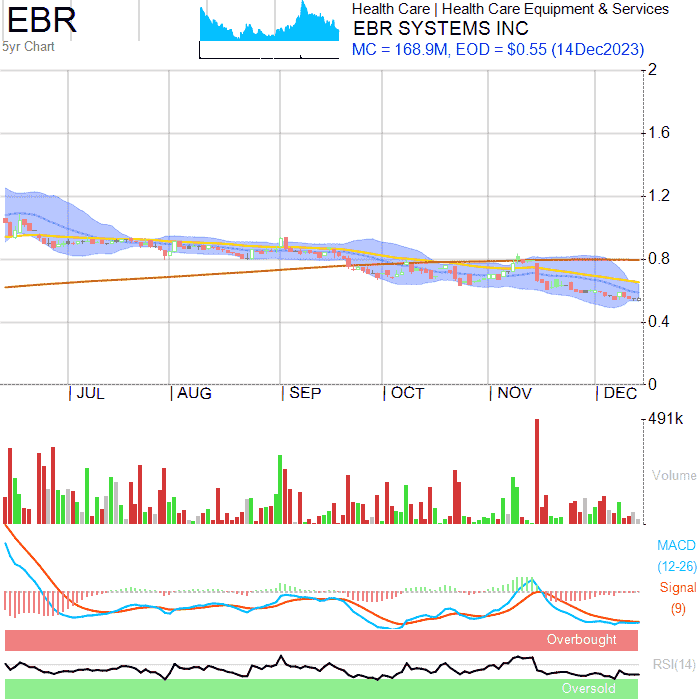 EBR
5yr Chart
Health Care | Health Care Equipment & Services
EBR SYSTEMS INC
MC = 168.9M, EOD = $0.55 (14Dec2023)
2
1.6
1.2
0.8
0.4
0
| JUL | AUG | SEP | OCT | NOV | DEC
491k
Volume
MACD
(12-26)
Signal
(9)
Overbought
RSI(14)
Oversold